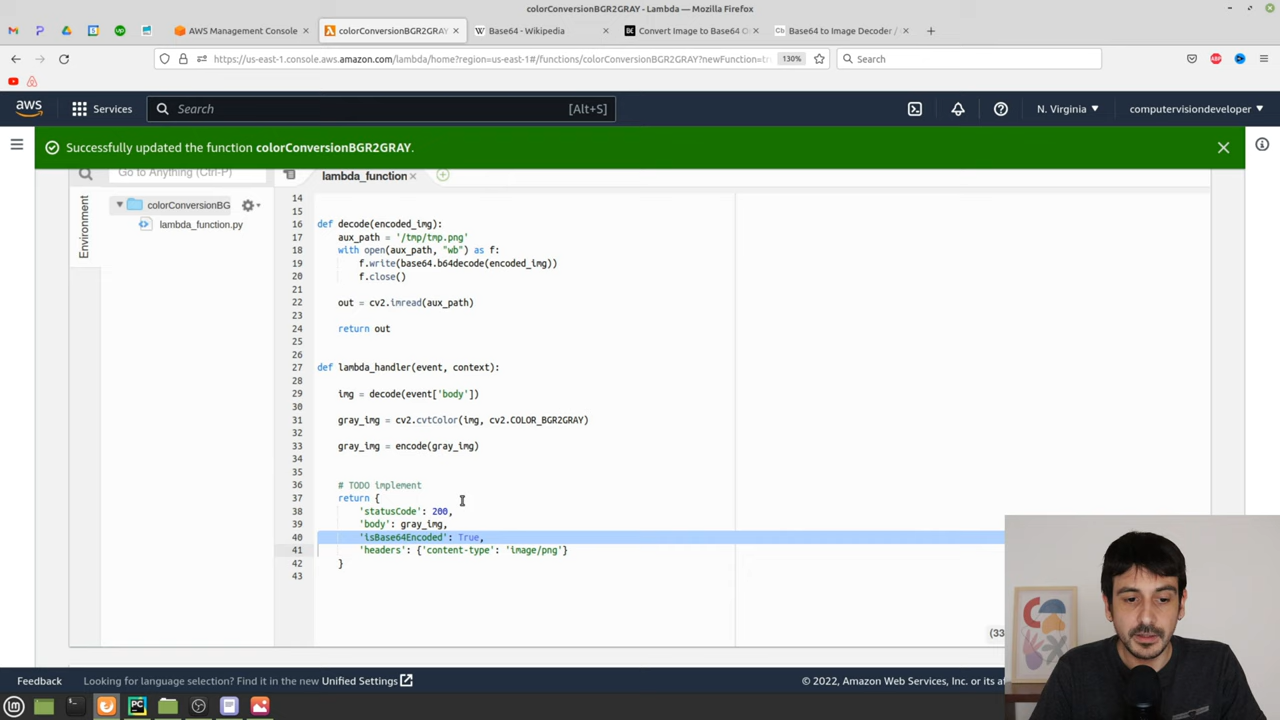 colorConversionBGR2GRAY - Lambda — Mozilla Firefox
AWS Management Console
colorConversionBGR2GRAY
Base64 - Wikipedia
Convert Image to Base64 O
Base64 to Image Decoder /
https://us-east-1.console.aws.amazon.com/lambda/home?region=us-east-1#/functions/colorConversionBGR2GRAY?newFunction=tr
130%
Search
aws
Services
Search
[Alt+S]
N. Virginia
computervisiondeveloper
Successfully updated the function colorConversionBGR2GRAY.
Go to Anything (Ctrl-P)
lambda_function
Environment
colorConversionBG
lambda_function.py
14
15
16 def decode(encoded_img):
17 aux_path = '/tmp/tmp.png'
18 with open(aux_path, "wb") as f:
19 f.write(base64.b64decode(encoded_img))
20 f.close()
21
22 out = cv2.imread(aux_path)
23
24 return out
25
26
27 def lambda_handler(event, context):
28
29 img = decode(event['body'])
30
31 gray_img = cv2.cvtColor(img, cv2.COLOR_BGR2GRAY)
32
33 gray_img = encode(gray_img)
34
35
36 # TODO implement
37 return {
38 'statusCode': 200,
39 'body': gray_img,
40 'isBase64Encoded': True,
41 'headers': {'content-type': 'image/png'}
42 }
43
(33
Feedback
Looking for language selection? Find it in the new Unified Settings
© 2022, Amazon Web Services, Inc. or its